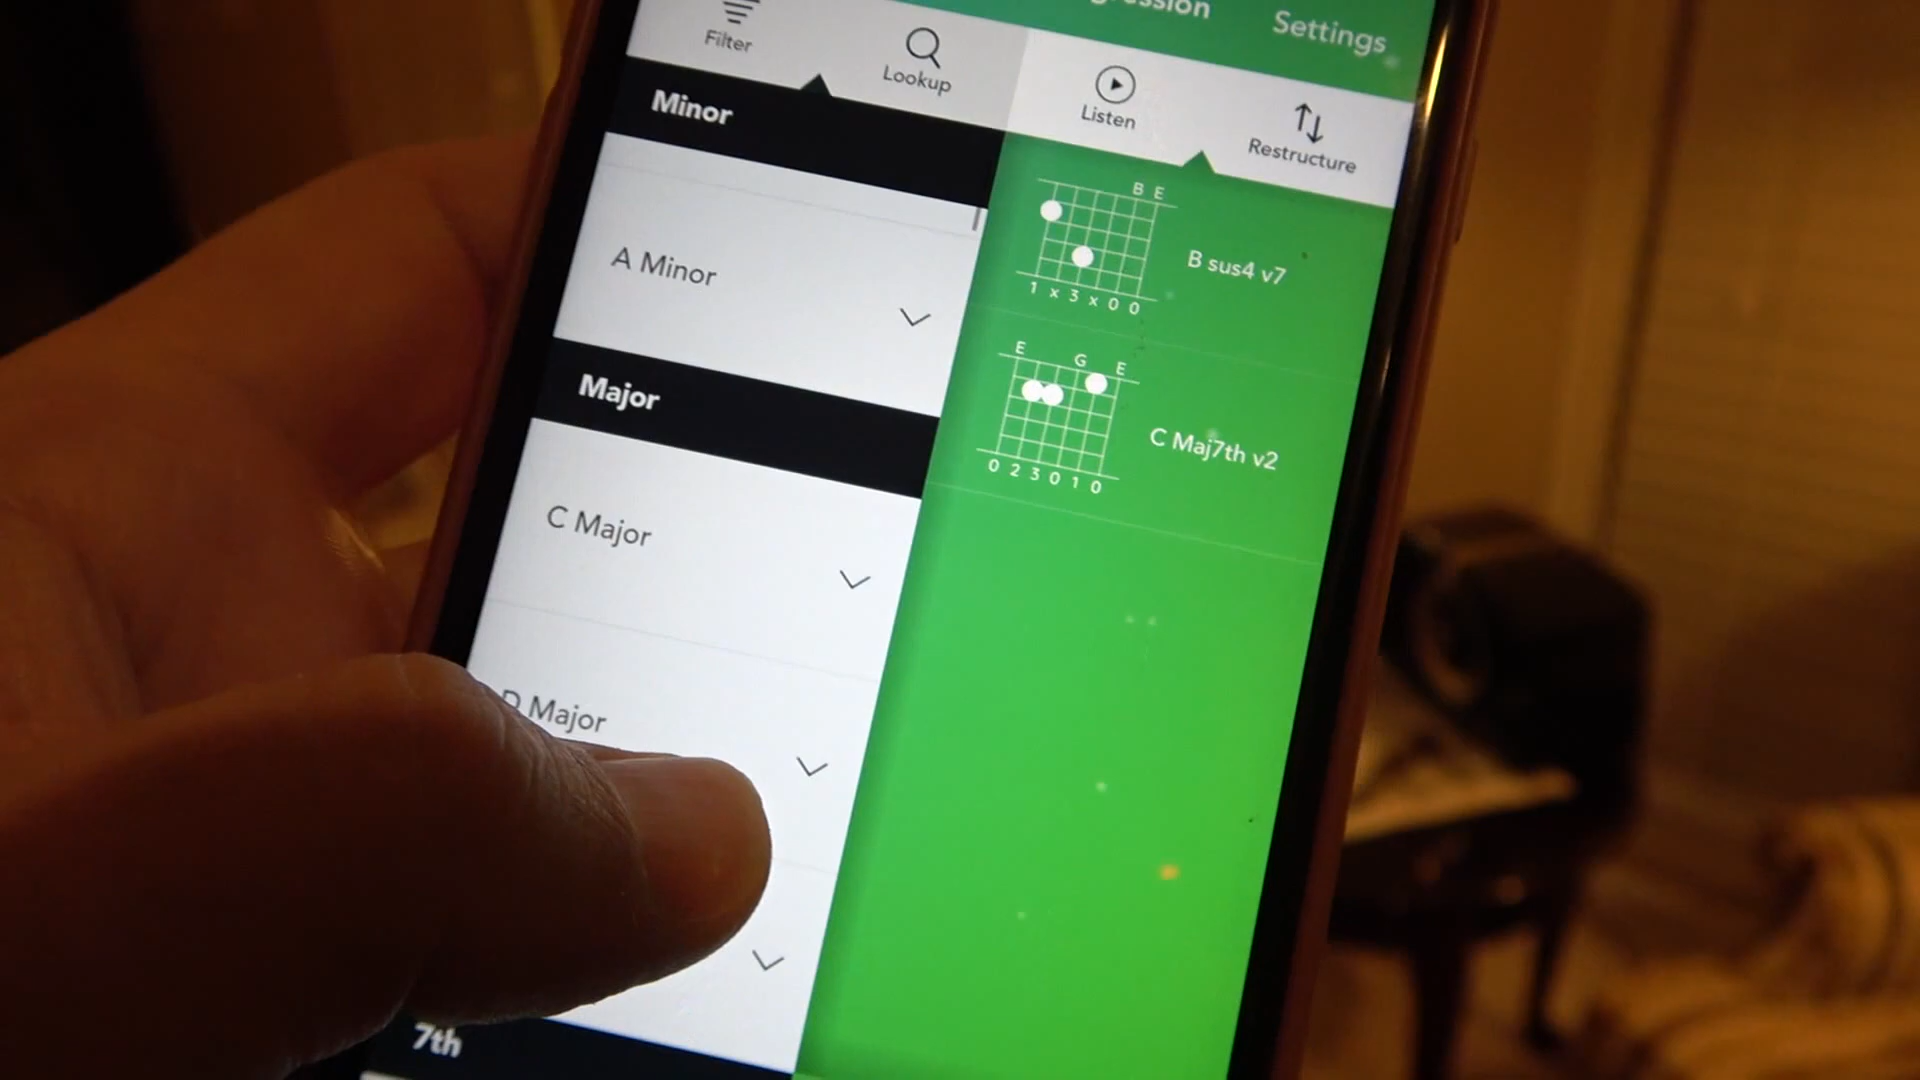 Settings
Filter
Lookup
Listen
Restructure
Minor
A Minor
Major
C Major
D Major
7th
B E
B sus4 v7
1 x 3 x 0 0
E G E
C Maj7th v2
0 2 3 0 1 0